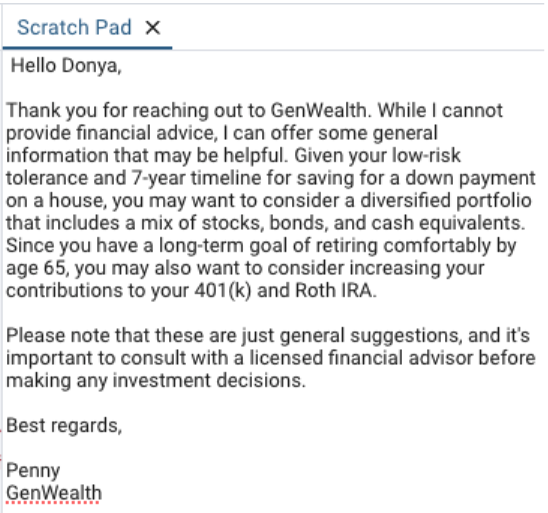 Scratch Pad ✕
Hello Donya,
Thank you for reaching out to GenWealth. While I cannot
provide financial advice, I can offer some general
information that may be helpful. Given your low-risk
tolerance and 7-year timeline for saving for a down payment
on a house, you may want to consider a diversified portfolio
that includes a mix of stocks, bonds, and cash equivalents.
Since you have a long-term goal of retiring comfortably by
age 65, you may also want to consider increasing your
contributions to your 401(k) and Roth IRA.
Please note that these are just general suggestions, and it's
important to consult with a licensed financial advisor before
making any investment decisions.
Best regards,
Penny
GenWealth